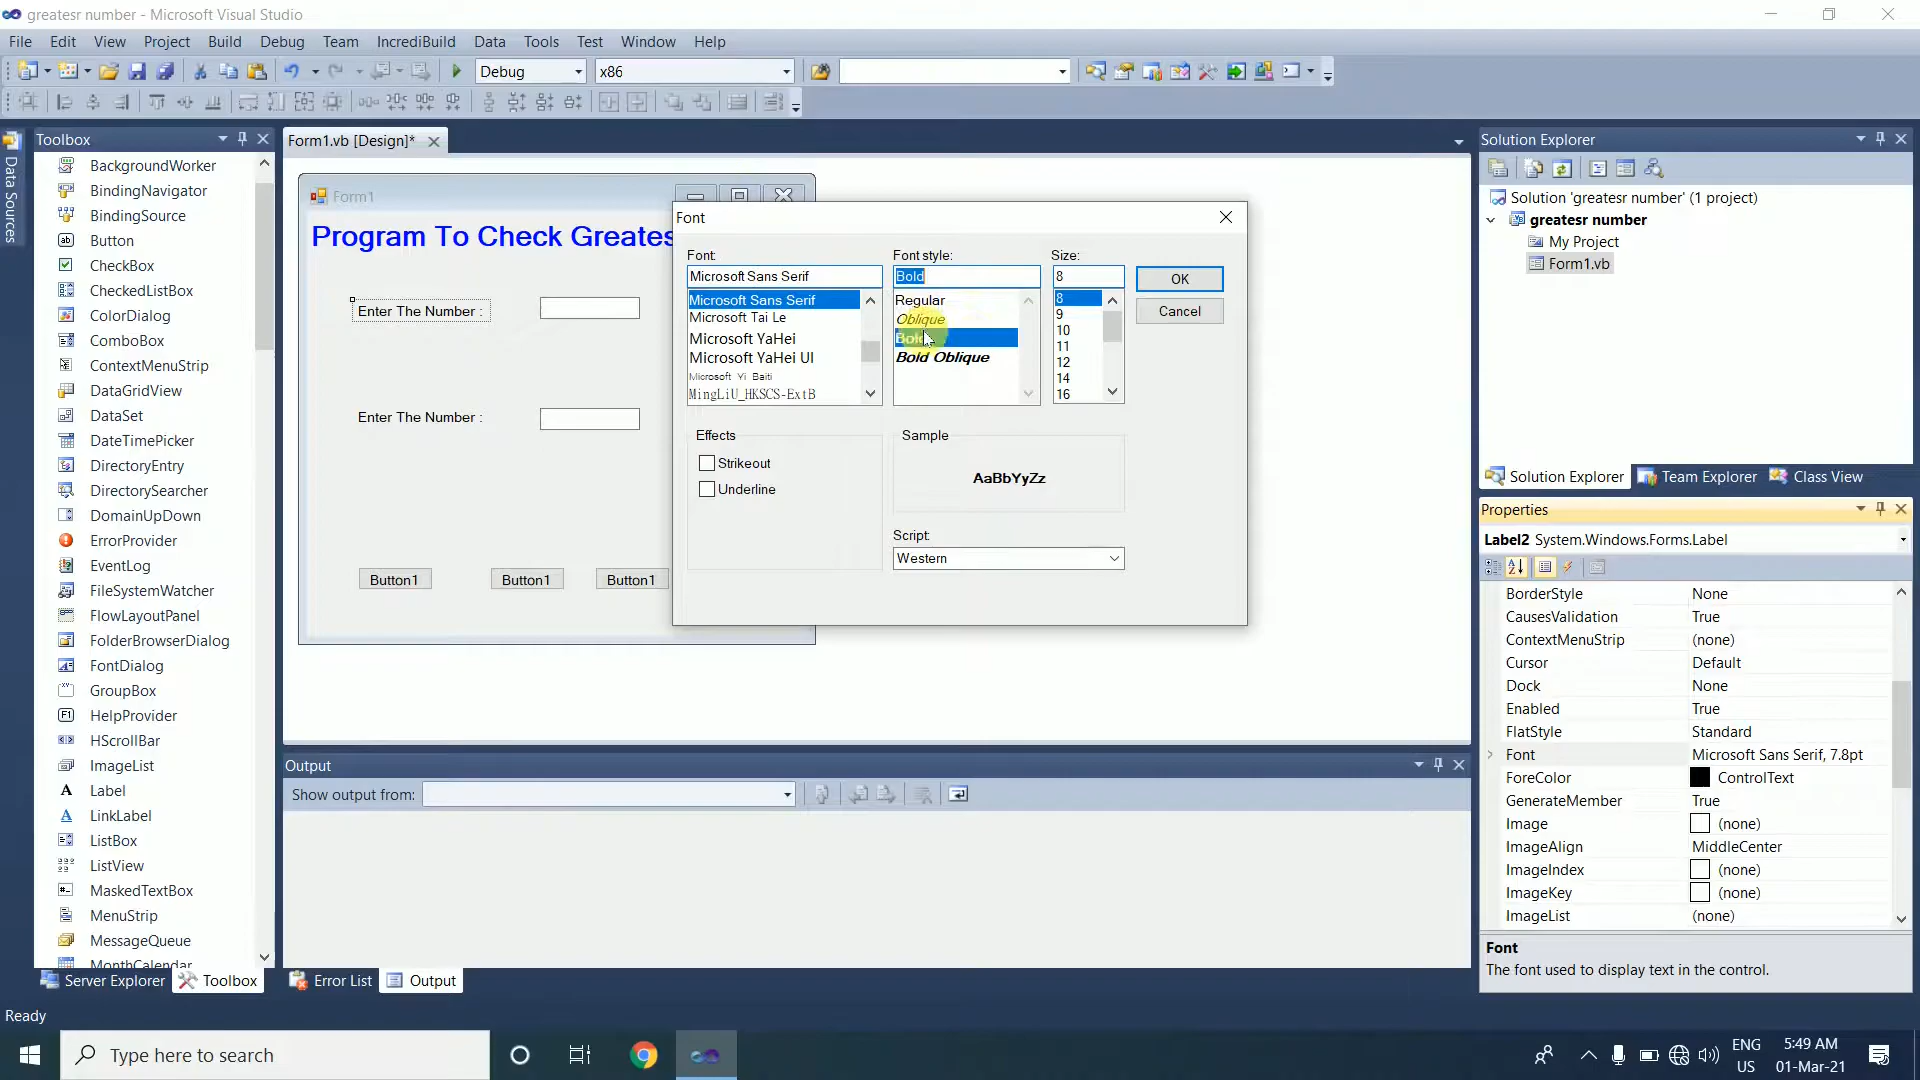 greatesr number - Microsoft Visual Studio
File Edit View Project Build Debug Team IncrediBuild Data Tools Test Window Help
Debug x86
Toolbox
Data Sources
BackgroundWorker
BindingNavigator
BindingSource
Button
CheckBox
CheckedListBox
ColorDialog
ComboBox
ContextMenuStrip
DataGridView
DataSet
DateTimePicker
DirectoryEntry
DirectorySearcher
DomainUpDown
ErrorProvider
EventLog
FileSystemWatcher
FlowLayoutPanel
FolderBrowserDialog
FontDialog
GroupBox
HelpProvider
HScrollBar
ImageList
Label
LinkLabel
ListBox
ListView
MaskedTextBox
MenuStrip
MessageQueue
MonthCalendar
Server Explorer Toolbox
Form1.vb [Design]*
Form1
Program To Check Greates
Enter The Number :
Enter The Number :
Button1 Button1 Button1
Font
Font: Font style: Size:
Microsoft Sans Serif Bold 8
OK
Cancel
Microsoft Sans Serif
Microsoft Tai Le
Microsoft YaHei
Microsoft YaHei UI
Microsoft Yi Baiti
MingLiU_HKSCS-ExtB
Regular
Oblique
Bold
Bold Oblique
8
9
10
11
12
14
16
Effects
Strikeout
Underline
Sample
AaBbYyZz
Script:
Western
Output
Show output from:
Error List Output
Solution Explorer
Solution 'greatesr number' (1 project)
greatesr number
My Project
Form1.vb
Solution Explorer Team Explorer Class View
Properties
Label2 System.Windows.Forms.Label
BorderStyle None
CausesValidation True
ContextMenuStrip (none)
Cursor Default
Dock None
Enabled True
FlatStyle Standard
Font Microsoft Sans Serif, 7.8pt
ForeColor ControlText
GenerateMember True
Image (none)
ImageAlign MiddleCenter
ImageIndex (none)
ImageKey (none)
ImageList (none)
Font
The font used to display text in the control.
Ready
Type here to search
ENG
US
5:49 AM
01-Mar-21